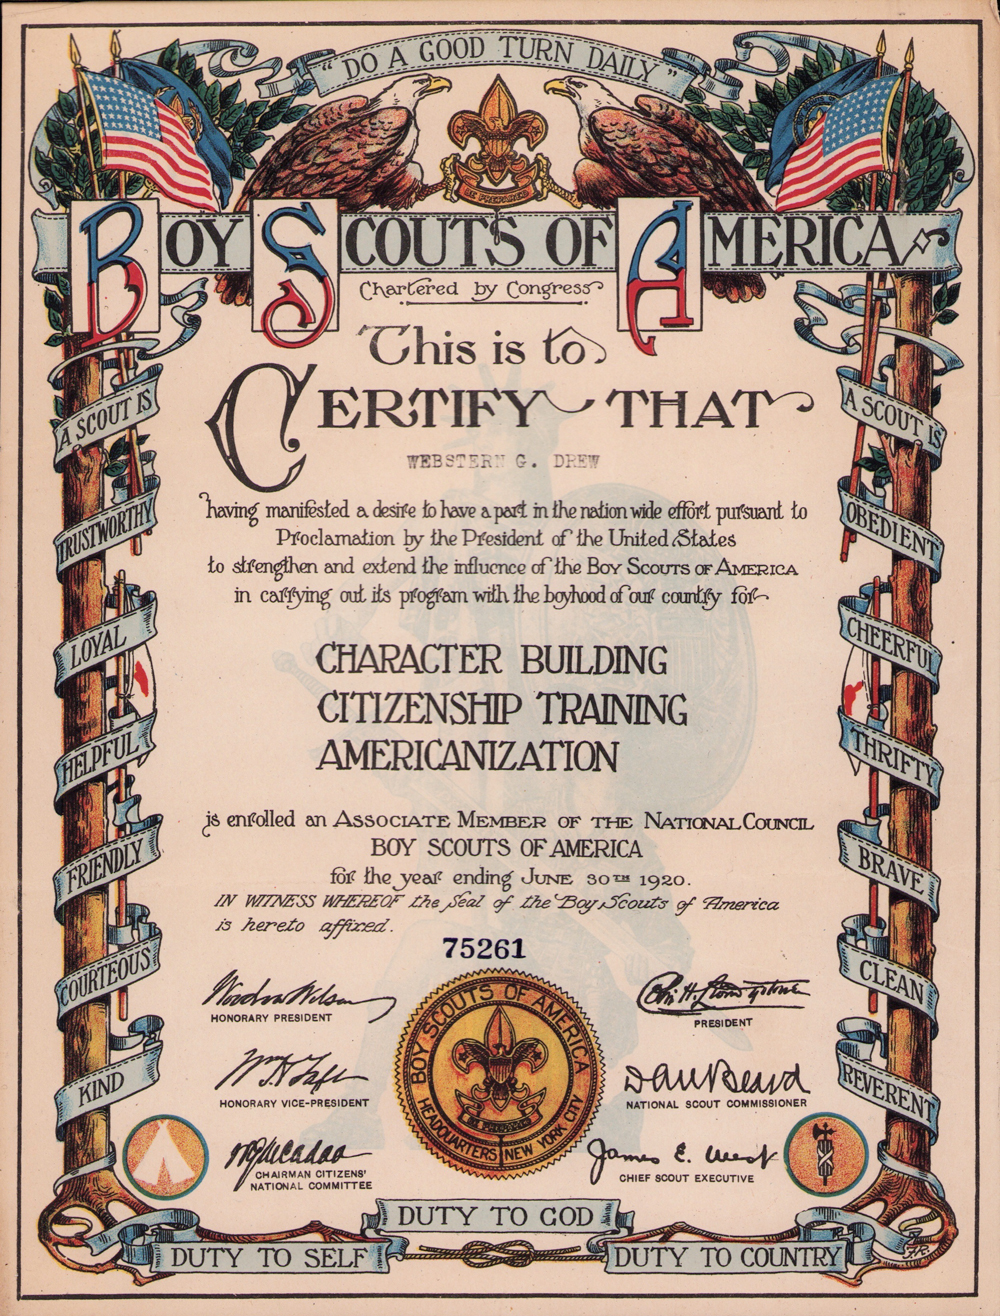 "DO A GOOD TURN DAILY"
BE PREPARED
BOY SCOUTS OF AMERICA
Chartered by Congress
This is to
CERTIFY THAT
WEBSTERN G. DREW
having manifested a desire to have a part in the nation wide effort pursuant to
Proclamation by the President of the United States
to strengthen and extend the influence of the BOY SCOUTS OF AMERICA
in carrying out its program with the boyhood of our country for
CHARACTER BUILDING
CITIZENSHIP TRAINING
AMERICANIZATION
is enrolled an ASSOCIATE MEMBER OF THE NATIONAL COUNCIL
BOY SCOUTS OF AMERICA
for the year ending JUNE 30TH 1920.
IN WITNESS WHEREOF the seal of the Boy Scouts of America
is hereto affixed.
75261
Woodrow Wilson
HONORARY PRESIDENT
Wm H Taft
HONORARY VICE-PRESIDENT
W G McAdoo
CHAIRMAN CITIZENS'
NATIONAL COMMITTEE
BOY SCOUTS OF AMERICA
BE PREPARED
HEADQUARTERS NEW YORK CITY
Colin H. Livingstone
PRESIDENT
Dan Beard
NATIONAL SCOUT COMMISSIONER
James E. West
CHIEF SCOUT EXECUTIVE
A SCOUT IS
TRUSTWORTHY
LOYAL
HELPFUL
FRIENDLY
COURTEOUS
KIND
A SCOUT IS
OBEDIENT
CHEERFUL
THRIFTY
BRAVE
CLEAN
REVERENT
DUTY TO GOD
DUTY TO SELF
DUTY TO COUNTRY